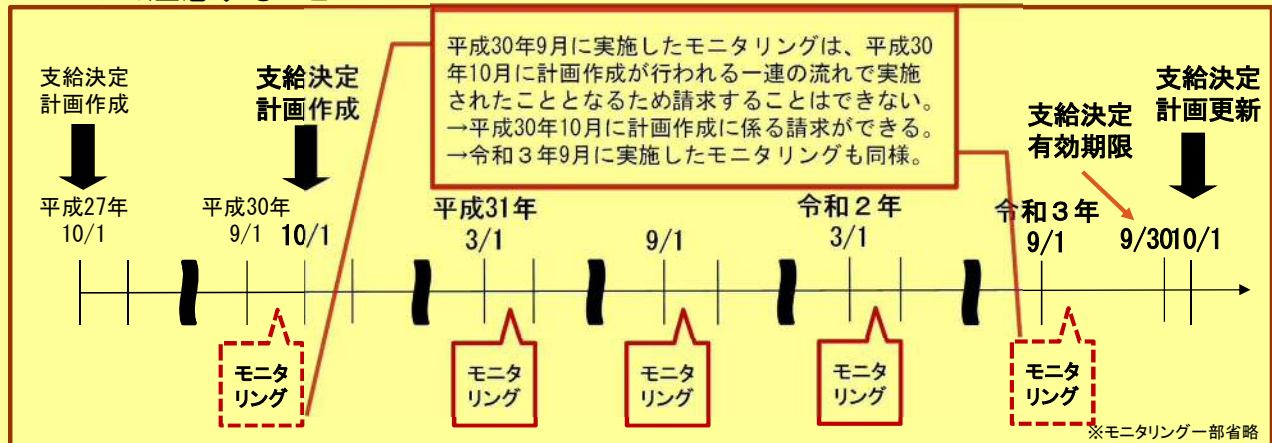 平成30年9月に実施したモニタリングは、平成30
年10月に計画作成が行われる一連の流れで実施
されたこととなるため請求することはできない。
→平成30年10月に計画作成に係る請求ができる。
→令和３年9月に実施したモニタリングも同様。
支給決定
計画作成
支給決定
計画作成
支給決定
有効期限
支給決定
計画更新
平成27年
10/1
平成30年
9/1
10/1
平成31年
3/1
9/1
令和２年
3/1
令和３年
9/1
9/30
10/1
モニタ
リング
モニタ
リング
モニタ
リング
モニタ
リング
モニタ
リング
※モニタリング一部省略